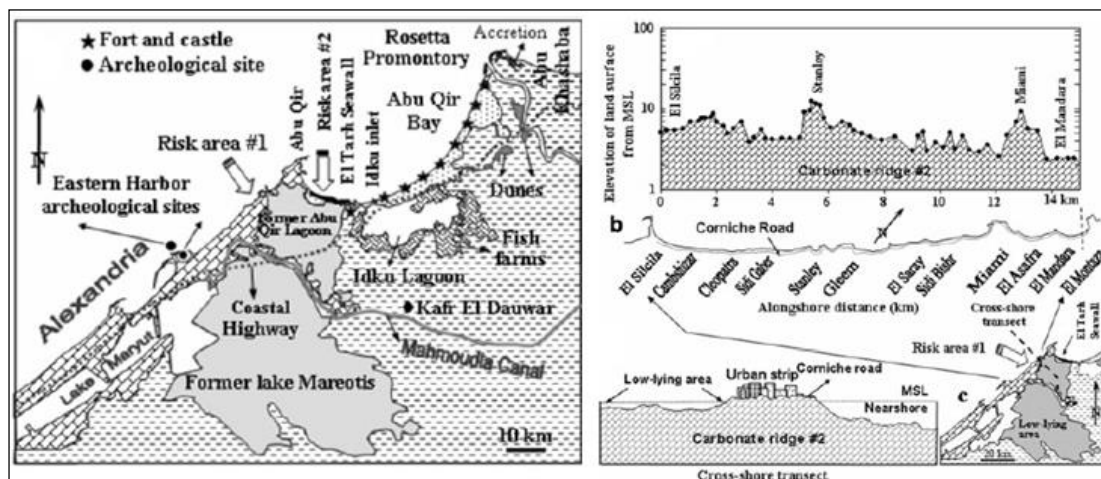 ★ Fort and castle
● Archeological site
N
Eastern Harbor
archeological sites
Risk area #1
Abu Qir
Risk area #2
El Tarh Seawall
Idku inlet
Rosetta
Promontory
Accretion
Abu
Khashaba
Abu Qir
Bay
Dunes
Fish
farms
Former Abu
Qir Lagoon
Idku Lagoon
Kafr El Dauwar
Alexandria
Coastal
Highway
Mahmoudia Canal
Lake Maryut
Former lake Mareotis
10 km
Elevation of land surface
from MSL
100
10
1
El Silcila
Stanley
Miami
El Mandara
Carbonate ridge #2
0 2 4 6 8 10 12 14 km
b
Corniche Road
N
El Silcila
Cleopatra
Sidi Gaber
Stanley
Gleem
El Saray
Sidi Bishr
Miami
El Asafra
El Mandara
El Montaza
Alongshore distance (km)
Cross-shore
transect
El Tarh
Seawall
Risk area #1
Low-lying area
Urban strip
Corniche road
MSL
Nearshore
Carbonate ridge #2
Cross-shore transect
c
N
Low-lying
area
20 km